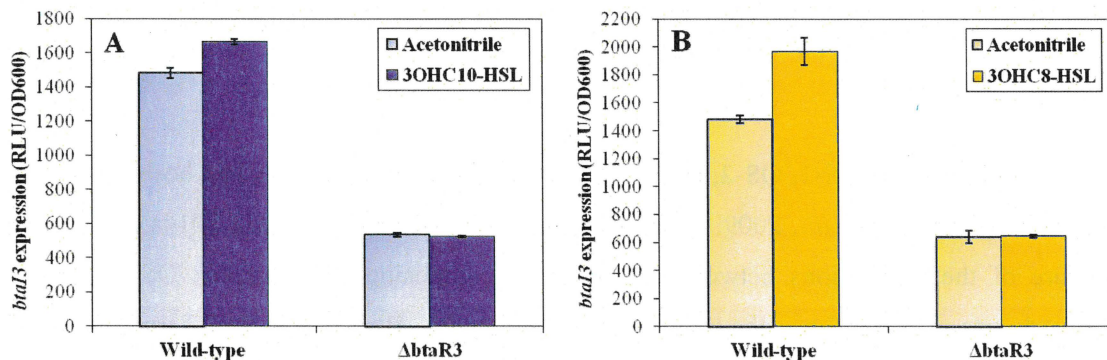 A
Acetonitrile
3OHC10-HSL
btaI3 expression (RLU/OD600)
1800
1600
1400
1200
1000
800
600
400
200
0
Wild-type
ΔbtaR3
B
Acetonitrile
3OHC8-HSL
btaI3 expression (RLU/OD600)
2200
2000
1800
1600
1400
1200
1000
800
600
400
200
0
Wild-type
ΔbtaR3